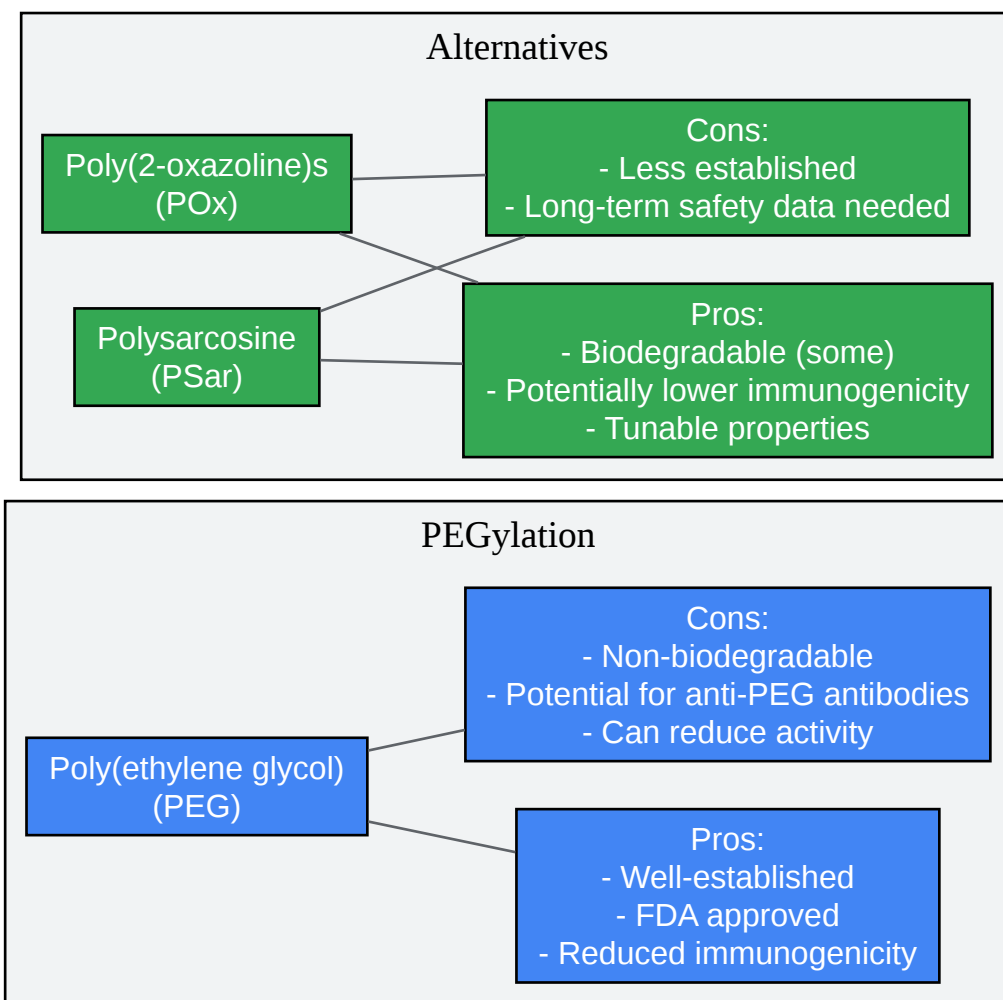 Alternatives
Poly(2-oxazoline)s
(POx)
Cons:
- Less established
- Long-term safety data needed
Polysarcosine
(PSar)
Pros:
- Biodegradable (some)
- Potentially lower immunogenicity
- Tunable properties
PEGylation
Poly(ethylene glycol)
(PEG)
Cons:
- Non-biodegradable
- Potential for anti-PEG antibodies
- Can reduce activity
Pros:
- Well-established
- FDA approved
- Reduced immunogenicity